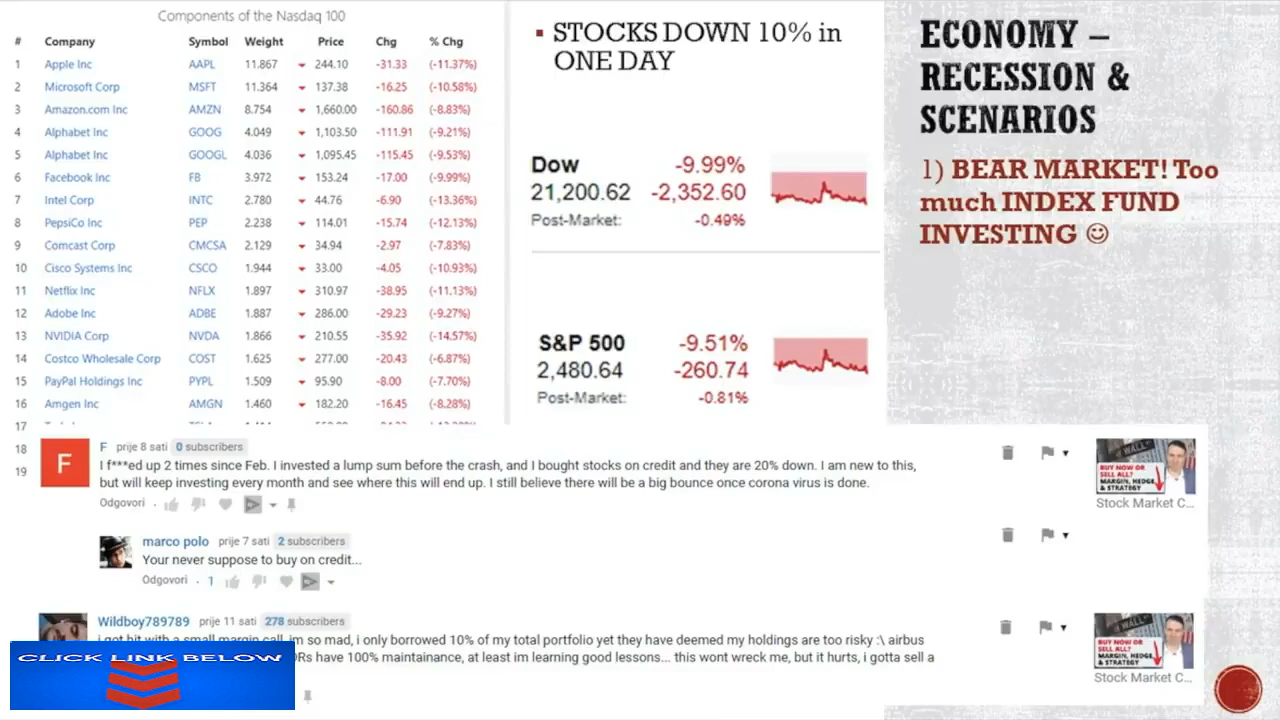 Components of the Nasdaq 100
# Company Symbol Weight Price Chg % Chg
1 Apple Inc AAPL 11.867 244.10 -31.33 (-11.37%)
2 Microsoft Corp MSFT 11.364 137.38 -16.25 (-10.58%)
3 Amazon.com Inc AMZN 8.754 1,660.00 -160.86 (-8.83%)
4 Alphabet Inc GOOG 4.049 1,103.50 -111.91 (-9.21%)
5 Alphabet Inc GOOGL 4.036 1,095.45 -115.45 (-9.53%)
6 Facebook Inc FB 3.972 153.24 -17.00 (-9.99%)
7 Intel Corp INTC 2.780 44.76 -6.90 (-13.36%)
8 PepsiCo Inc PEP 2.238 114.01 -15.74 (-12.13%)
9 Comcast Corp CMCSA 2.129 34.94 -2.97 (-7.83%)
10 Cisco Systems Inc CSCO 1.944 33.00 -4.05 (-10.93%)
11 Netflix Inc NFLX 1.897 310.97 -38.95 (-11.13%)
12 Adobe Inc ADBE 1.887 286.00 -29.23 (-9.27%)
13 NVIDIA Corp NVDA 1.866 210.55 -35.92 (-14.57%)
14 Costco Wholesale Corp COST 1.625 277.00 -20.43 (-6.87%)
15 PayPal Holdings Inc PYPL 1.509 95.90 -8.00 (-7.70%)
16 Amgen Inc AMGN 1.460 182.20 -16.45 (-8.28%)
17
18
19
STOCKS DOWN 10% in
ONE DAY
Dow -9.99%
21,200.62 -2,352.60
Post-Market: -0.49%
S&P 500 -9.51%
2,480.64 -260.74
Post-Market: -0.81%
ECONOMY –
RECESSION &
SCENARIOS
1) BEAR MARKET! Too
much INDEX FUND
INVESTING ☺
F
F prije 8 sati 0 subscribers
I f***ed up 2 times since Feb. I invested a lump sum before the crash, and I bought stocks on credit and they are 20% down. I am new to this,
but will keep investing every month and see where this will end up. I still believe there will be a big bounce once corona virus is done.
Odgovori
BUY NOW OR
SELL ALL?
MARGIN, HEDGE
& STRATEGY
Stock Market C...
marco polo prije 7 sati 2 subscribers
Your never suppose to buy on credit...
Odgovori · 1
Wildboy789789 prije 11 sati 278 subscribers
i got hit with a small margin call, im so mad, i only borrowed 10% of my total portfolio yet they have deemed my holdings are too risky :\ airbus
have 100% maintainance, at least im learning good lessons... this wont wreck me, but it hurts, i gotta sell a
BUY NOW OR
SELL ALL?
MARGIN, HEDGE
& STRATEGY
Stock Market C...
CLICK LINK BELOW